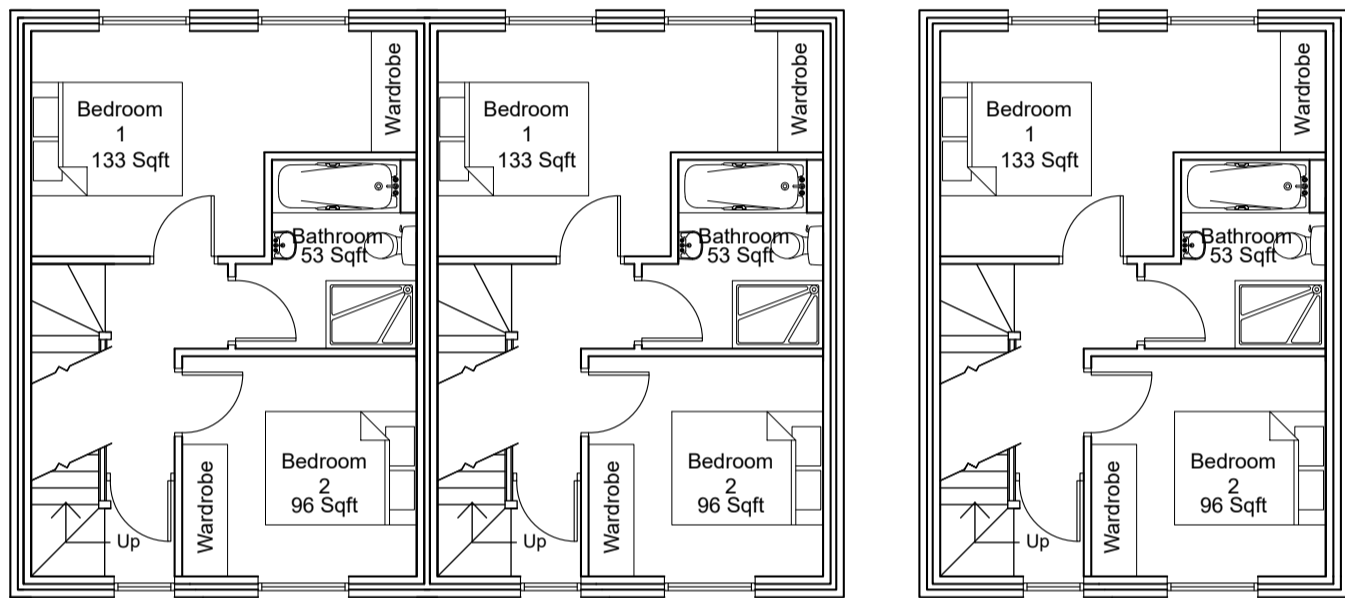 Bedroom
1
133 Sqft
Wardrobe
Bathroom
53 Sqft
Bedroom
2
96 Sqft
Wardrobe
Up
Bedroom
1
133 Sqft
Wardrobe
Bathroom
53 Sqft
Bedroom
2
96 Sqft
Wardrobe
Up
Bedroom
1
133 Sqft
Wardrobe
Bathroom
53 Sqft
Bedroom
2
96 Sqft
Wardrobe
Up